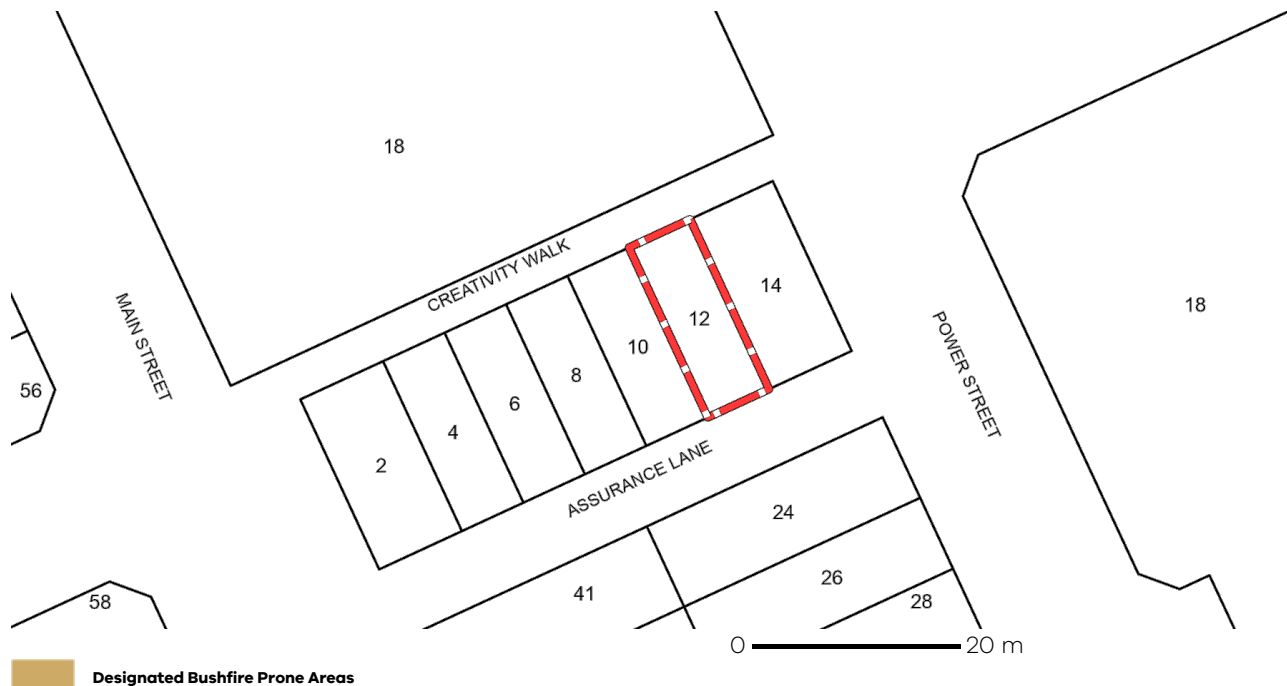 18
CREATIVITY WALK
MAIN STREET
14
12
18
10
POWER STREET
8
56
6
4
2
ASSURANCE LANE
24
26
41
58
28
0 20 m
Designated Bushfire Prone Areas